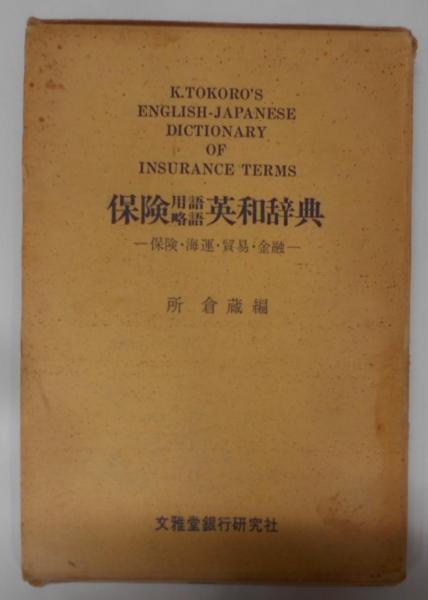 K.TOKORO'S
ENGLISH-JAPANESE
DICTIONARY
OF
INSURANCE TERMS
保険用語略語英和辞典
―保険・海運・貿易・金融―
所倉蔵編
文雅堂銀行研究社